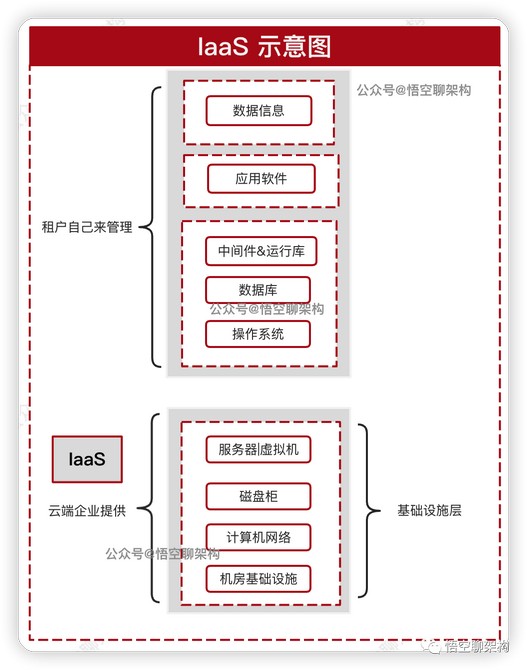 IaaS 示意图
公众号@悟空聊架构
数据信息
应用软件
租户自己来管理
中间件&运行库
数据库
公众号@悟空聊架构
操作系统
服务器|虚拟机
IaaS
磁盘柜
云端企业提供
基础设施层
计算机网络
公众号@悟空聊架构
机房基础设施
悟空聊架构